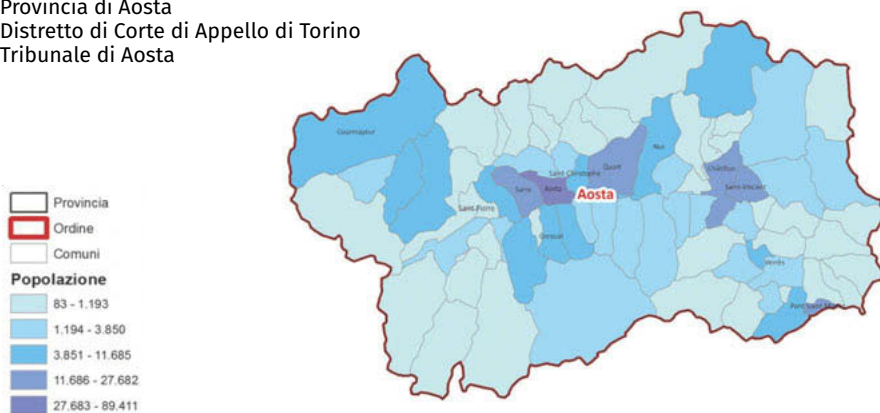 Provincia di Aosta
Distretto di Corte di Appello di Torino
Tribunale di Aosta
Courmayeur
Nus
Quart
Saint-Christophe
Châtillon
Saint-Vincent
Sarre
Aosta
Aosta
Saint-Pierre
Gressan
Verrès
Pont-Saint-Martin
Provincia
Ordine
Comuni
Popolazione
83 - 1.193
1.194 - 3.850
3.851 - 11.685
11.686 - 27.682
27.683 - 89.411